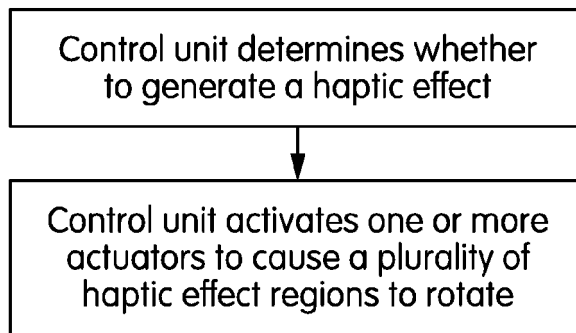 Control unit determines whether
to generate a haptic effect
Control unit activates one or more
actuators to cause a plurality of
haptic effect regions to rotate